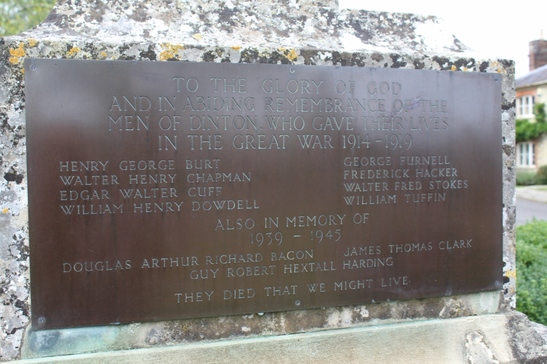 TO THE GLORY OF GOD
AND IN ABIDING REMEMBRANCE OF THE
MEN OF DINTON WHO GAVE THEIR LIVES
IN THE GREAT WAR 1914-1919
HENRY GEORGE BURT
WALTER HENRY CHAPMAN
EDGAR WALTER CUFF
WILLIAM HENRY DOWDELL
GEORGE FURNELL
FREDERICK HACKER
WALTER FRED STOKES
WILLIAM TUFFIN
ALSO IN MEMORY OF
1939 - 1945
DOUGLAS ARTHUR RICHARD BACON JAMES THOMAS CLARK
GUY ROBERT HEXTALL HARDING
THEY DIED THAT WE MIGHT LIVE